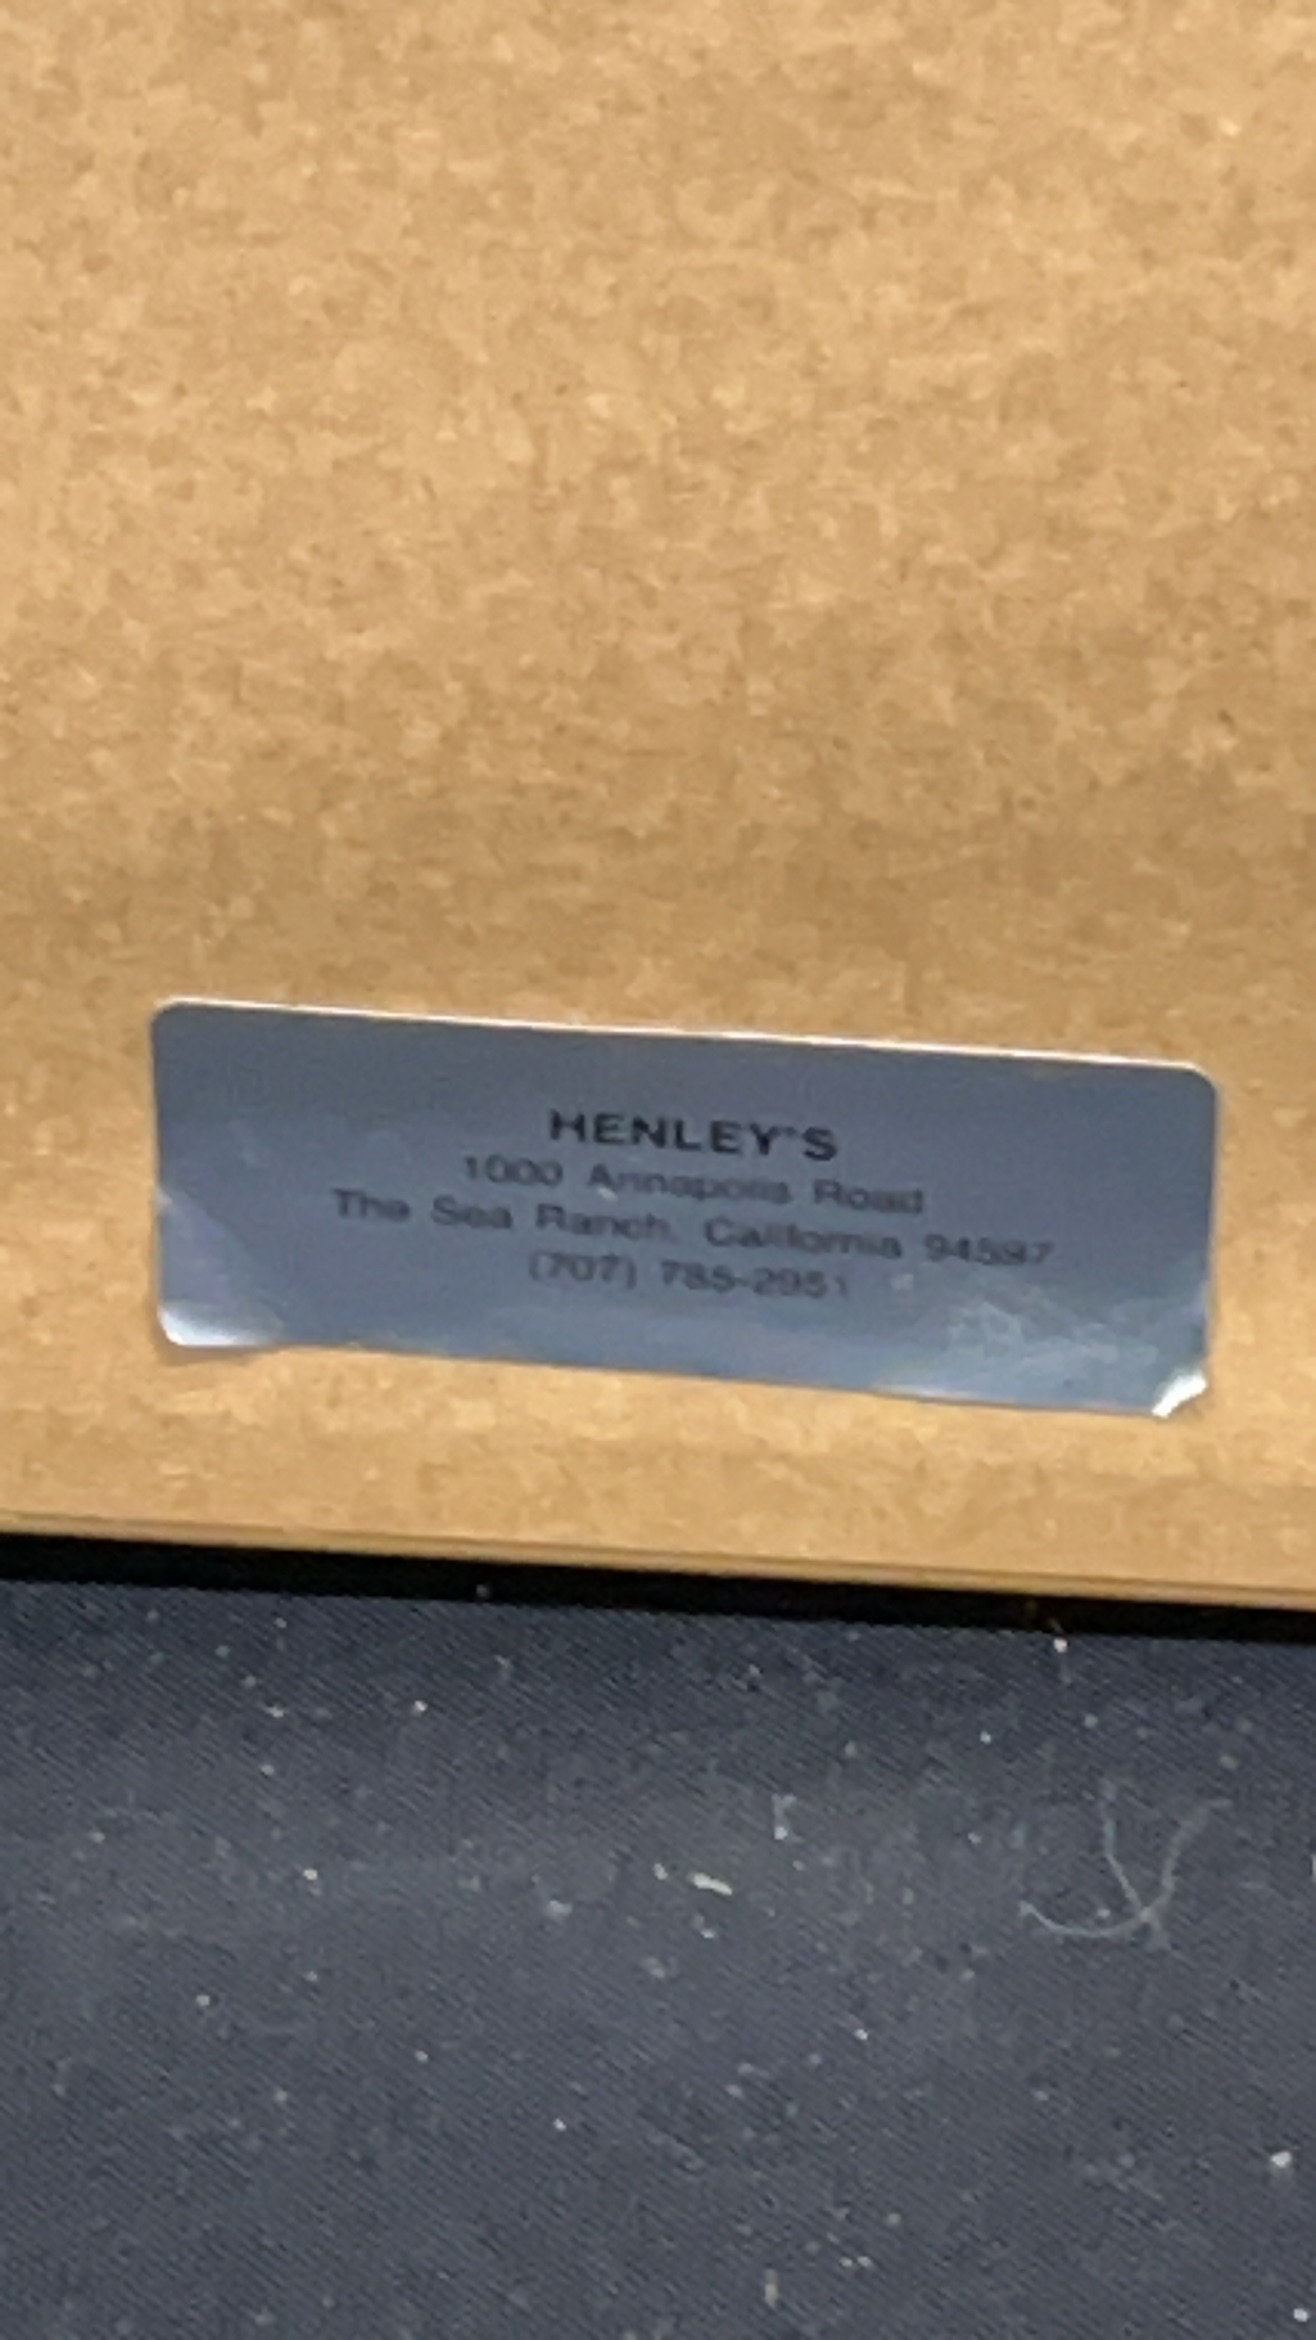 HENLEY'S
1000 Annapolis Road
The Sea Ranch, California 94597
(707) 785-2951